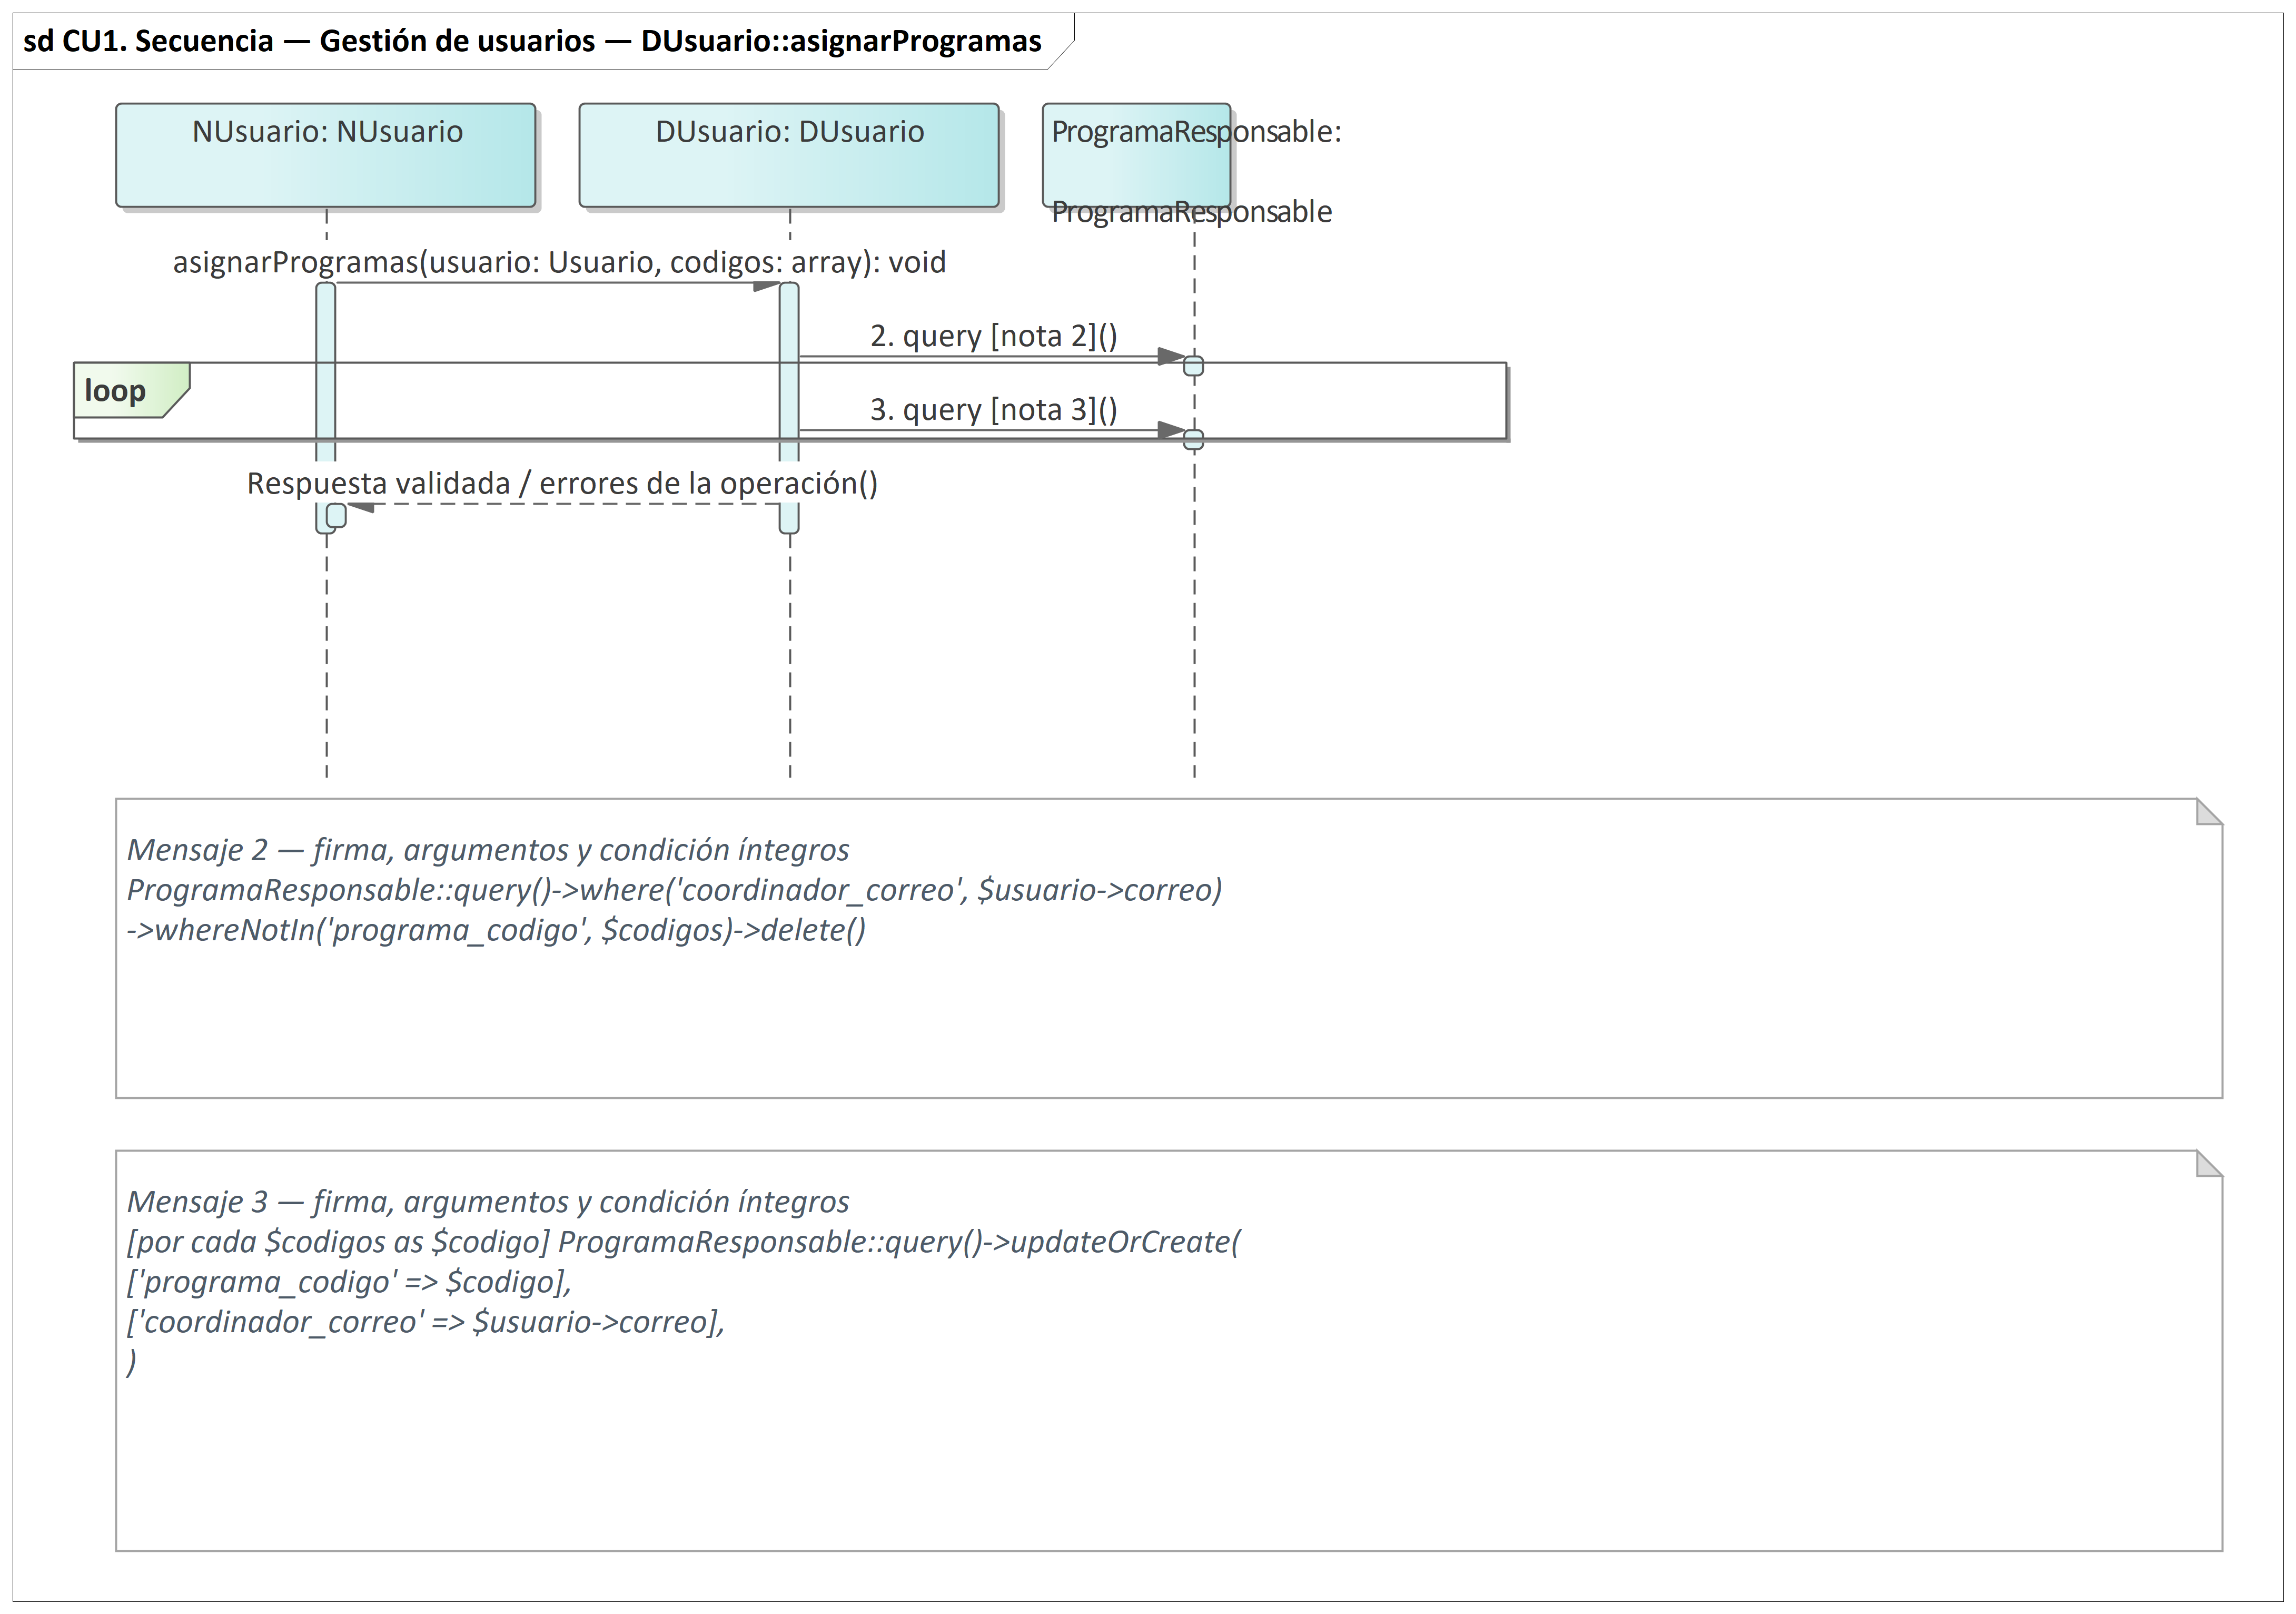 sd CU1. Secuencia — Gestión de usuarios — DUsuario::asignarProgramas
NUsuario: NUsuario
DUsuario: DUsuario
ProgramaResponsable:
ProgramaResponsable
asignarProgramas(usuario: Usuario, codigos: array): void
2. query [nota 2]()
loop
3. query [nota 3]()
Respuesta validada / errores de la operación()
Mensaje 2 — firma, argumentos y condición íntegros
ProgramaResponsable::query()->where('coordinador_correo', $usuario->correo)
->whereNotIn('programa_codigo', $codigos)->delete()
Mensaje 3 — firma, argumentos y condición íntegros
[por cada $codigos as $codigo] ProgramaResponsable::query()->updateOrCreate(
['programa_codigo' => $codigo],
['coordinador_correo' => $usuario->correo],
)